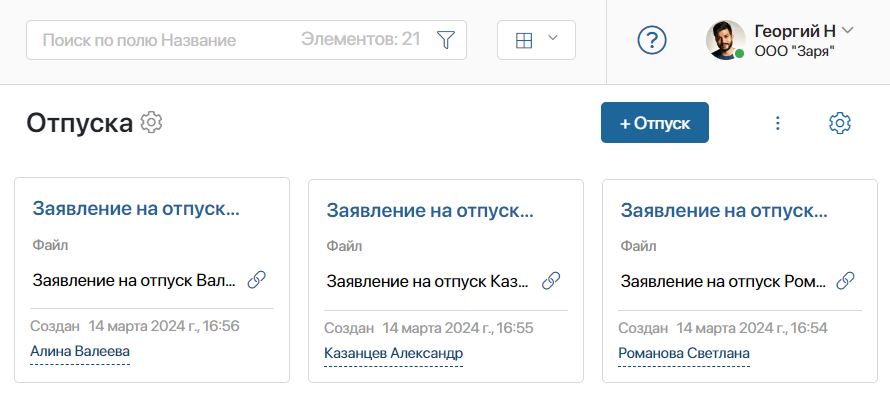 Поиск по полю Название
Элементов: 21
?
Георгий Н
ООО "Заря"
Отпуска
+ Отпуск
Заявление на отпуск...
Файл
Заявление на отпуск Вал...
Создан 14 марта 2024 г., 16:56
Алина Валеева
Заявление на отпуск...
Файл
Заявление на отпуск Каз...
Создан 14 марта 2024 г., 16:55
Казанцев Александр
Заявление на отпуск...
Файл
Заявление на отпуск Ром...
Создан 14 марта 2024 г., 16:54
Романова Светлана